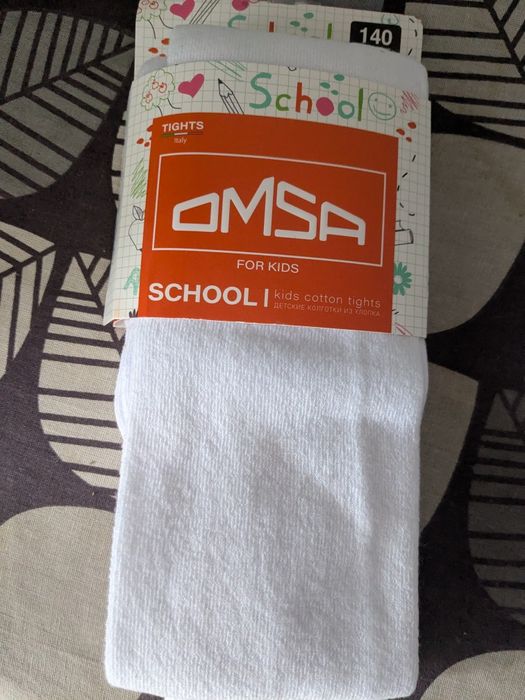 140
School
TIGHTS
Italy
OMSA
FOR KIDS
SCHOOL | kids cotton tights
ДЕТСКИЕ КОЛГОТКИ ИЗ ХЛОПКА